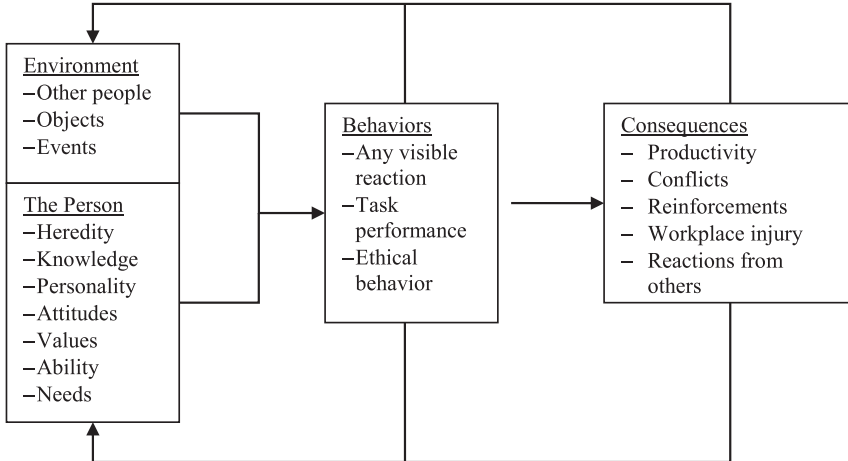 Environment
–Other people
–Objects
–Events
The Person
–Heredity
–Knowledge
–Personality
–Attitudes
–Values
–Ability
–Needs
Behaviors
–Any visible
reaction
–Task
performance
–Ethical
behavior
Consequences
– Productivity
– Conflicts
– Reinforcements
– Workplace injury
– Reactions from
others